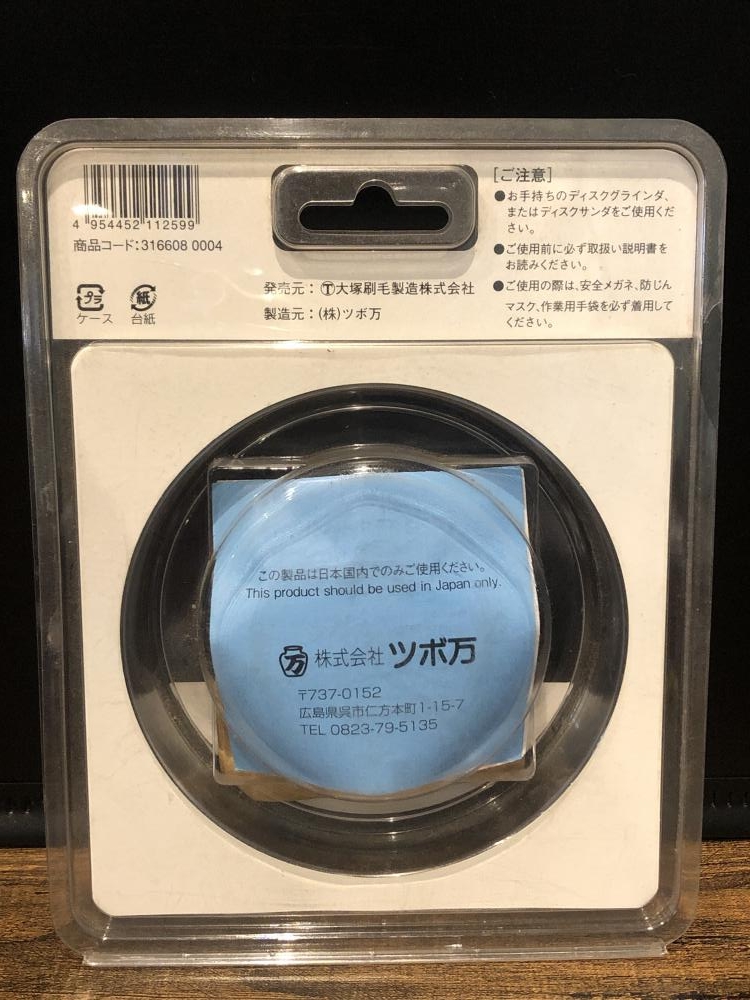 4 954452 112599
商品コード:316608 0004
プラ
ケース
紙
台紙
発売元:Ⓣ大塚刷毛製造株式会社
製造元:(株)ツボ万
[ご注意]
●お手持ちのディスクグラインダ、
またはディスクサンダをご使用くだ
さい。
●ご使用前に必ず取扱い説明書を
お読みください。
●ご使用の際は、安全メガネ、防じん
マスク、作業用手袋を必ず着用して
ください。
この製品は日本国内でのみご使用ください。
This product should be used in Japan only.
万 株式会社 ツボ万
〒737-0152
広島県呉市仁方本町1-15-7
TEL 0823-79-5135